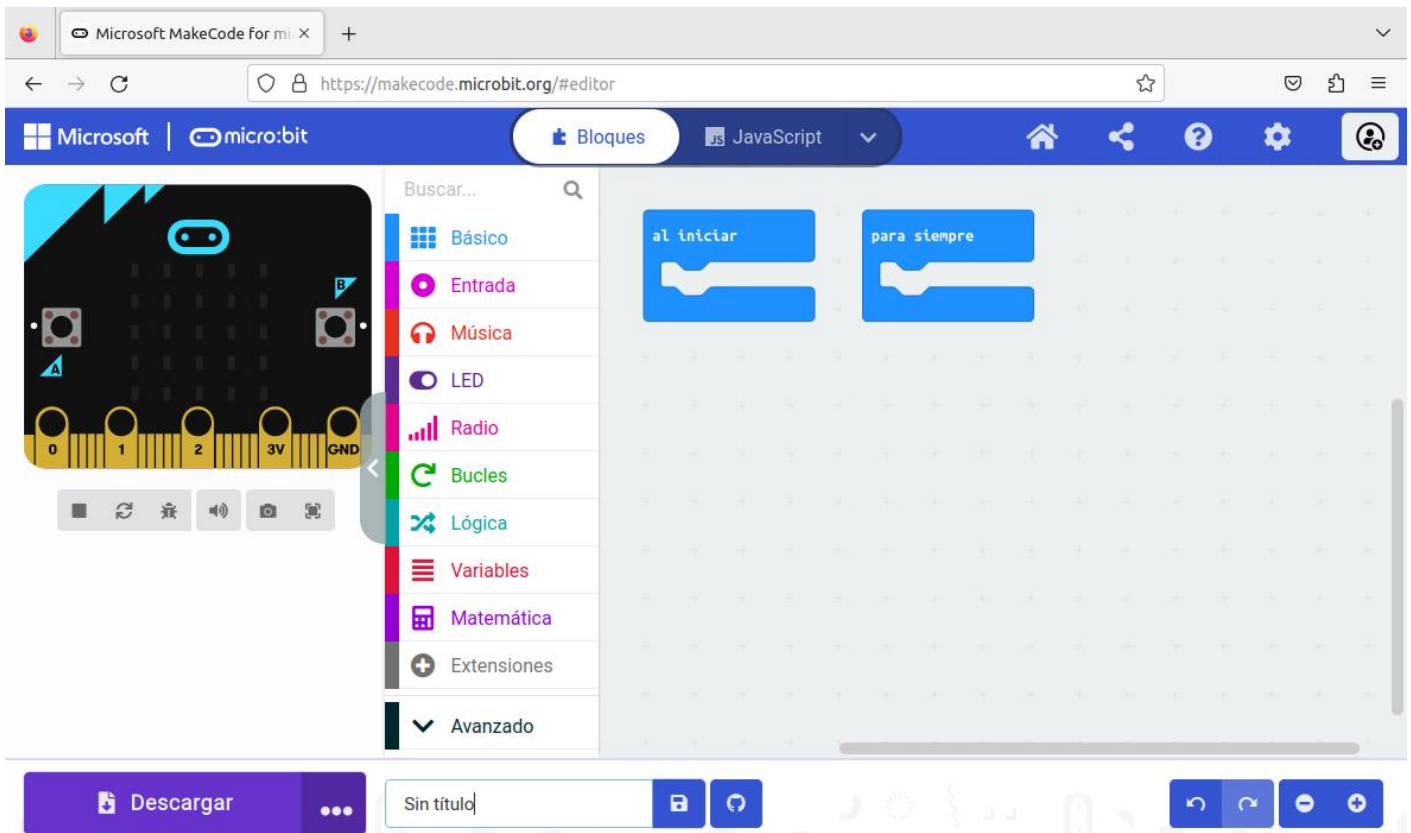 Microsoft MakeCode for mi
https://makecode.microbit.org/#editor
Microsoft
micro:bit
Bloques
JS
JavaScript
Buscar...
Básico
Entrada
Música
LED
Radio
Bucles
Lógica
Variables
Matemática
Extensiones
Avanzado
B
A
0
1
2
3V
GND
al iniciar
para siempre
Descargar
Sin título